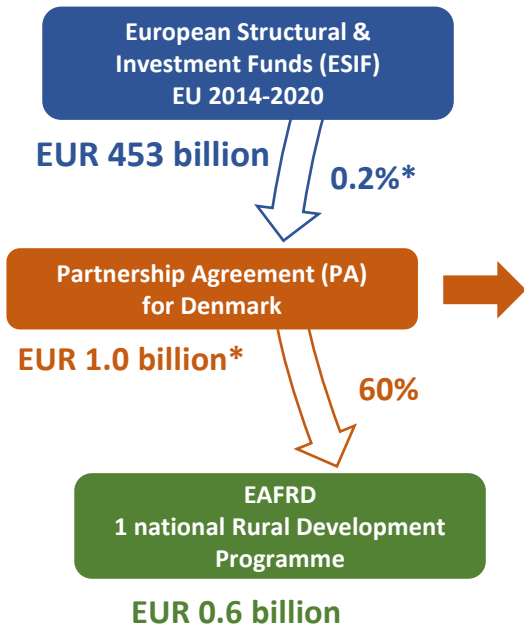 European Structural &
Investment Funds (ESIF)
EU 2014-2020
EUR 453 billion
0.2%*
Partnership Agreement (PA)
for Denmark
EUR 1.0 billion*
60%
EAFRD
1 national Rural Development
Programme
EUR 0.6 billion